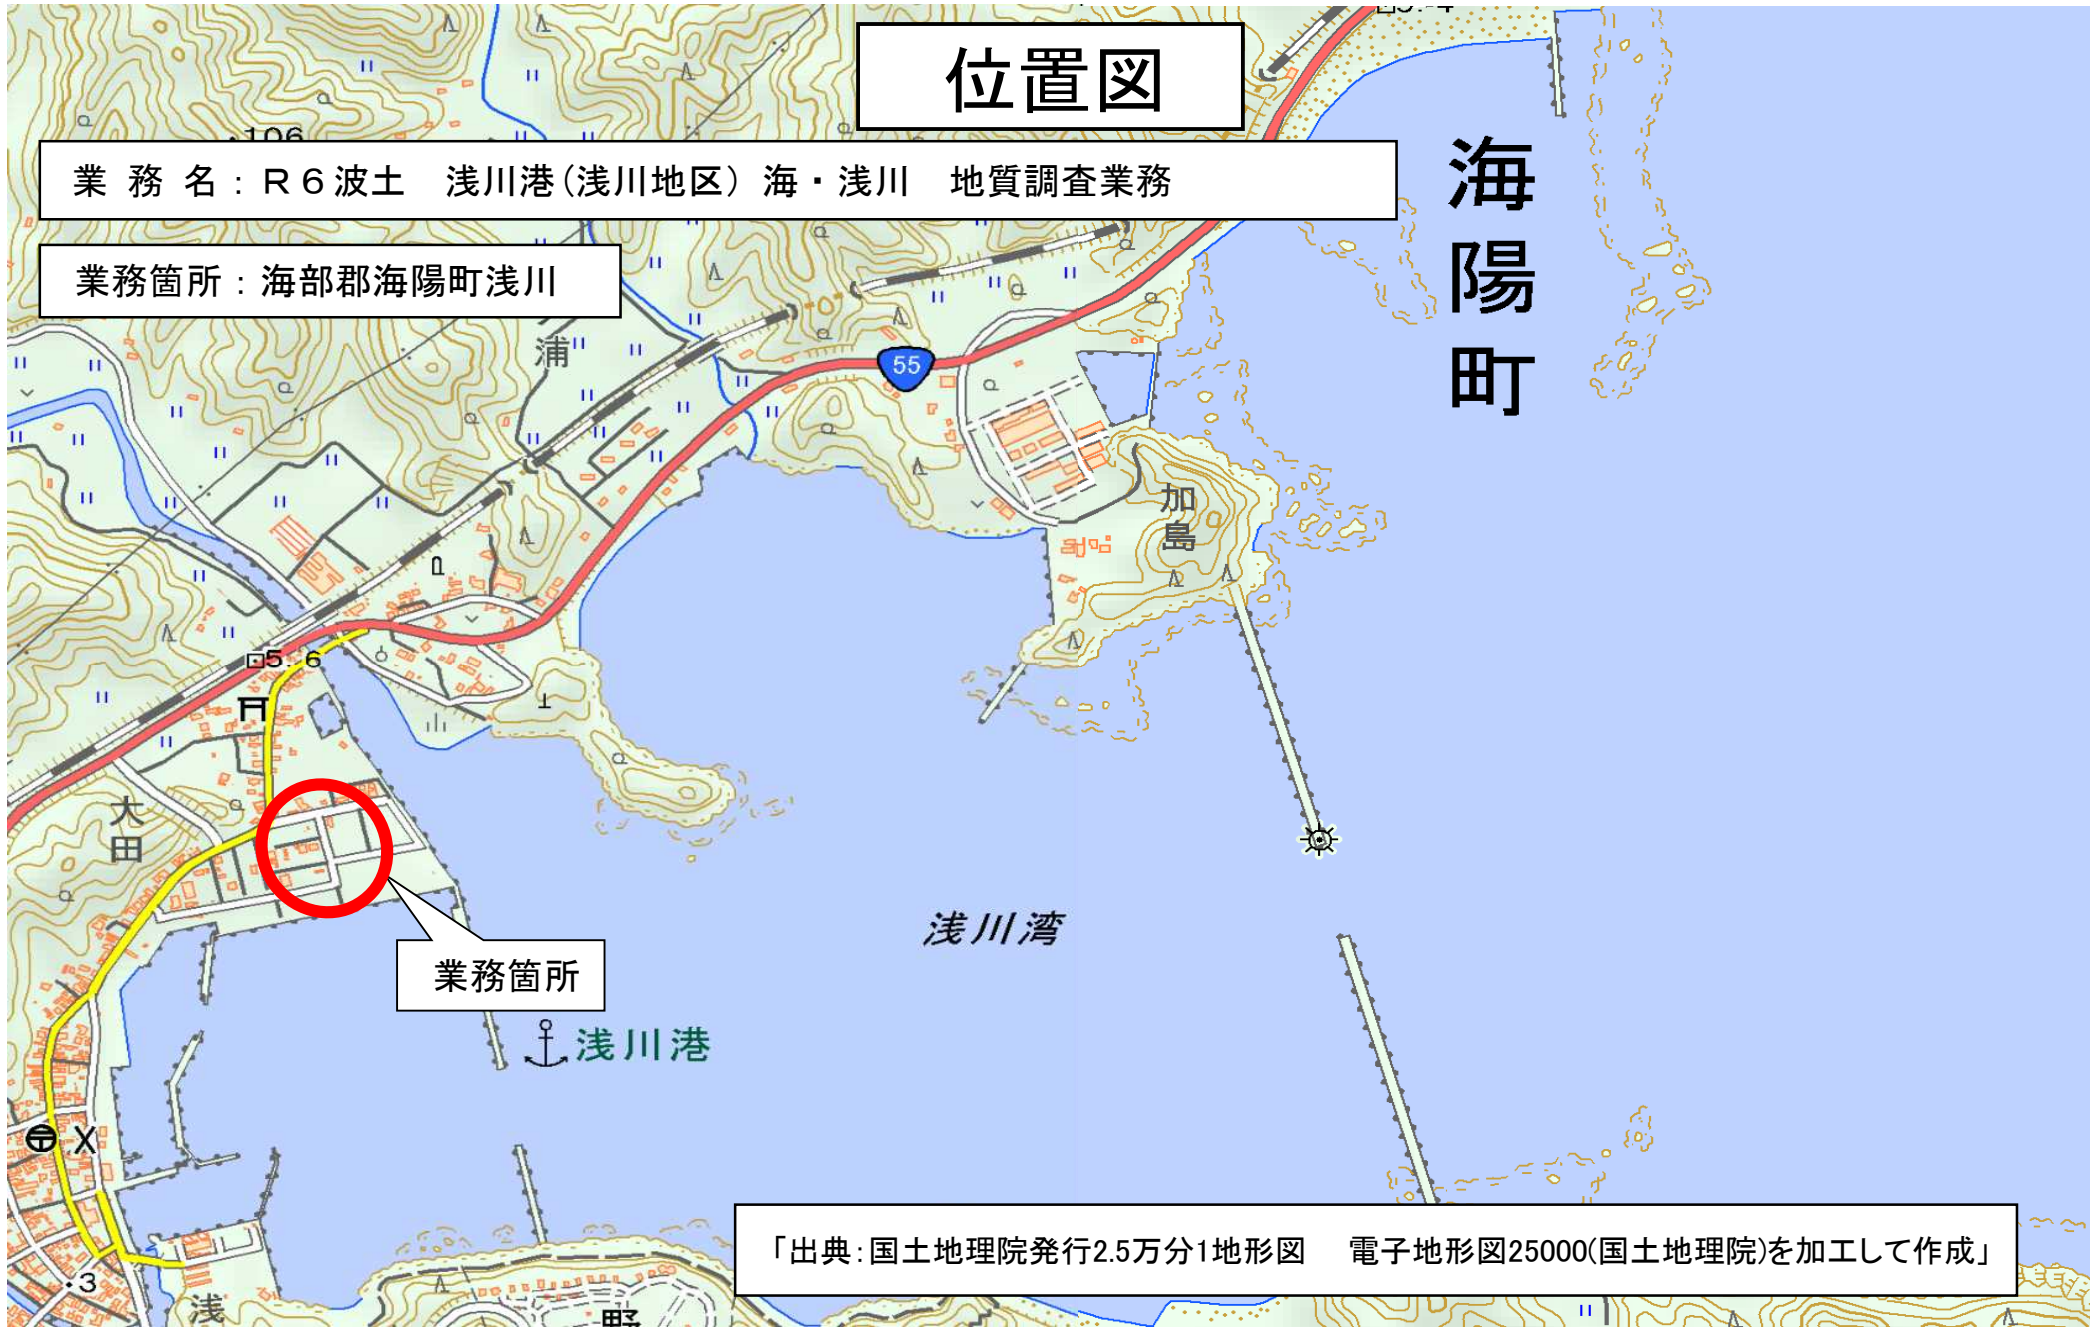 位置図
業 務 名：Ｒ６波土　浅川港（浅川地区）海・浅川　地質調査業務
業務箇所：海部郡海陽町浅川
海陽町
106
浦
55
加島
5.6
大田
業務箇所
浅川湾
浅川港
「出典：国土地理院発行2.5万分1地形図　電子地形図25000(国土地理院)を加工して作成」
・3
浅
野